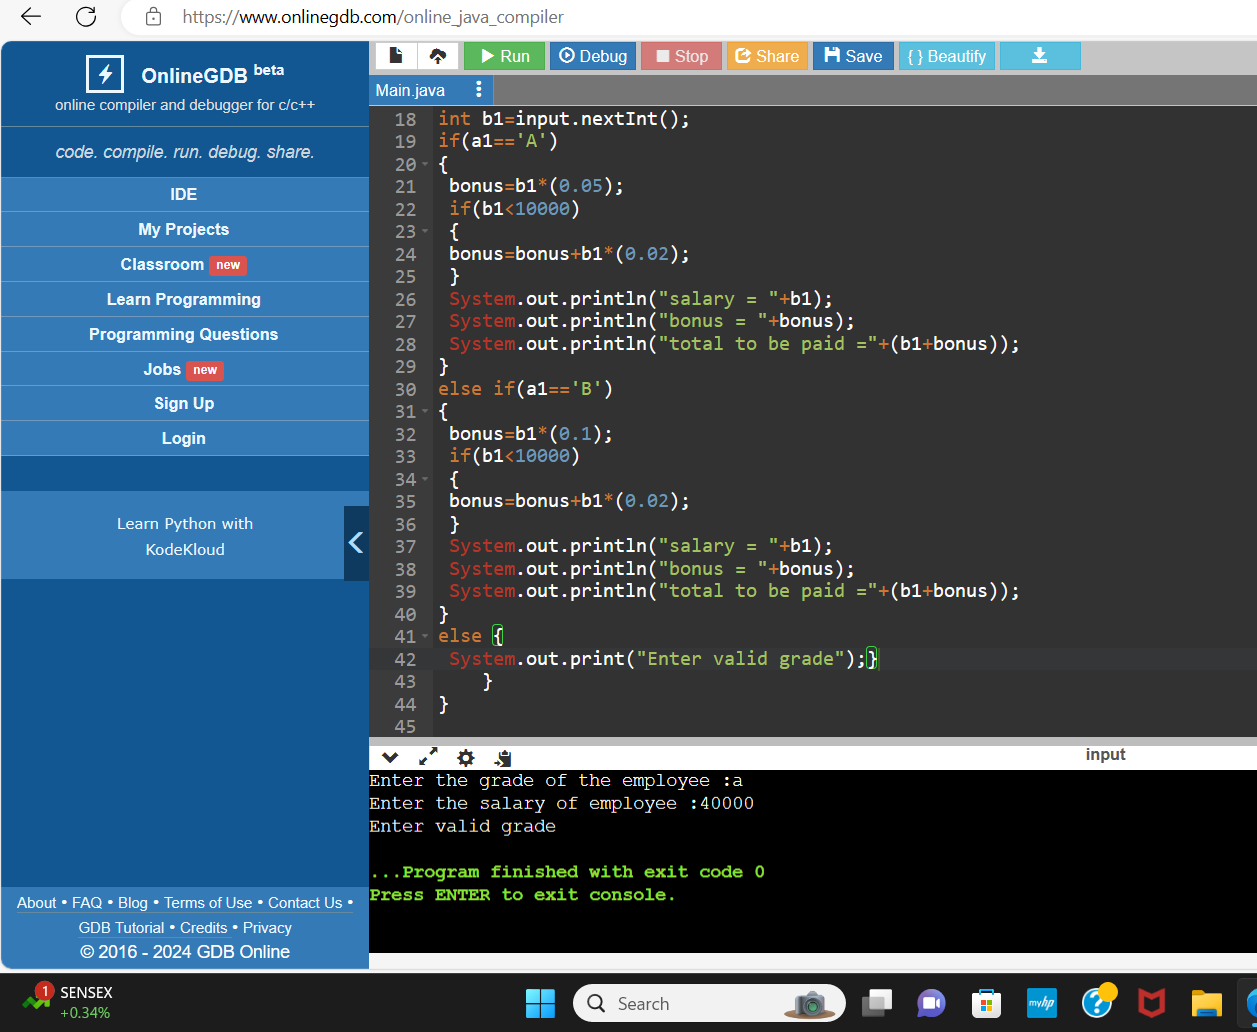 https://www.onlinegdb.com/online_java_compiler
OnlineGDB beta
online compiler and debugger for c/c++
code. compile. run. debug. share.
IDE
My Projects
Classroom new
Learn Programming
Programming Questions
Jobs new
Sign Up
Login
Learn Python with
KodeKloud
About • FAQ • Blog • Terms of Use • Contact Us •
GDB Tutorial • Credits • Privacy
© 2016 - 2024 GDB Online
Run Debug Stop Share Save { } Beautify
Main.java
18 int b1=input.nextInt();
19 if(a1=='A')
20 {
21 bonus=b1*(0.05);
22 if(b1<10000)
23 {
24 bonus=bonus+b1*(0.02);
25 }
26 System.out.println("salary = "+b1);
27 System.out.println("bonus = "+bonus);
28 System.out.println("total to be paid ="+(b1+bonus));
29 }
30 else if(a1=='B')
31 {
32 bonus=b1*(0.1);
33 if(b1<10000)
34 {
35 bonus=bonus+b1*(0.02);
36 }
37 System.out.println("salary = "+b1);
38 System.out.println("bonus = "+bonus);
39 System.out.println("total to be paid ="+(b1+bonus));
40 }
41 else {
42 System.out.print("Enter valid grade");}
43 }
44 }
45
input
Enter the grade of the employee :a
Enter the salary of employee :40000
Enter valid grade
...Program finished with exit code 0
Press ENTER to exit console.
1 SENSEX
+0.34%
Search
myhp